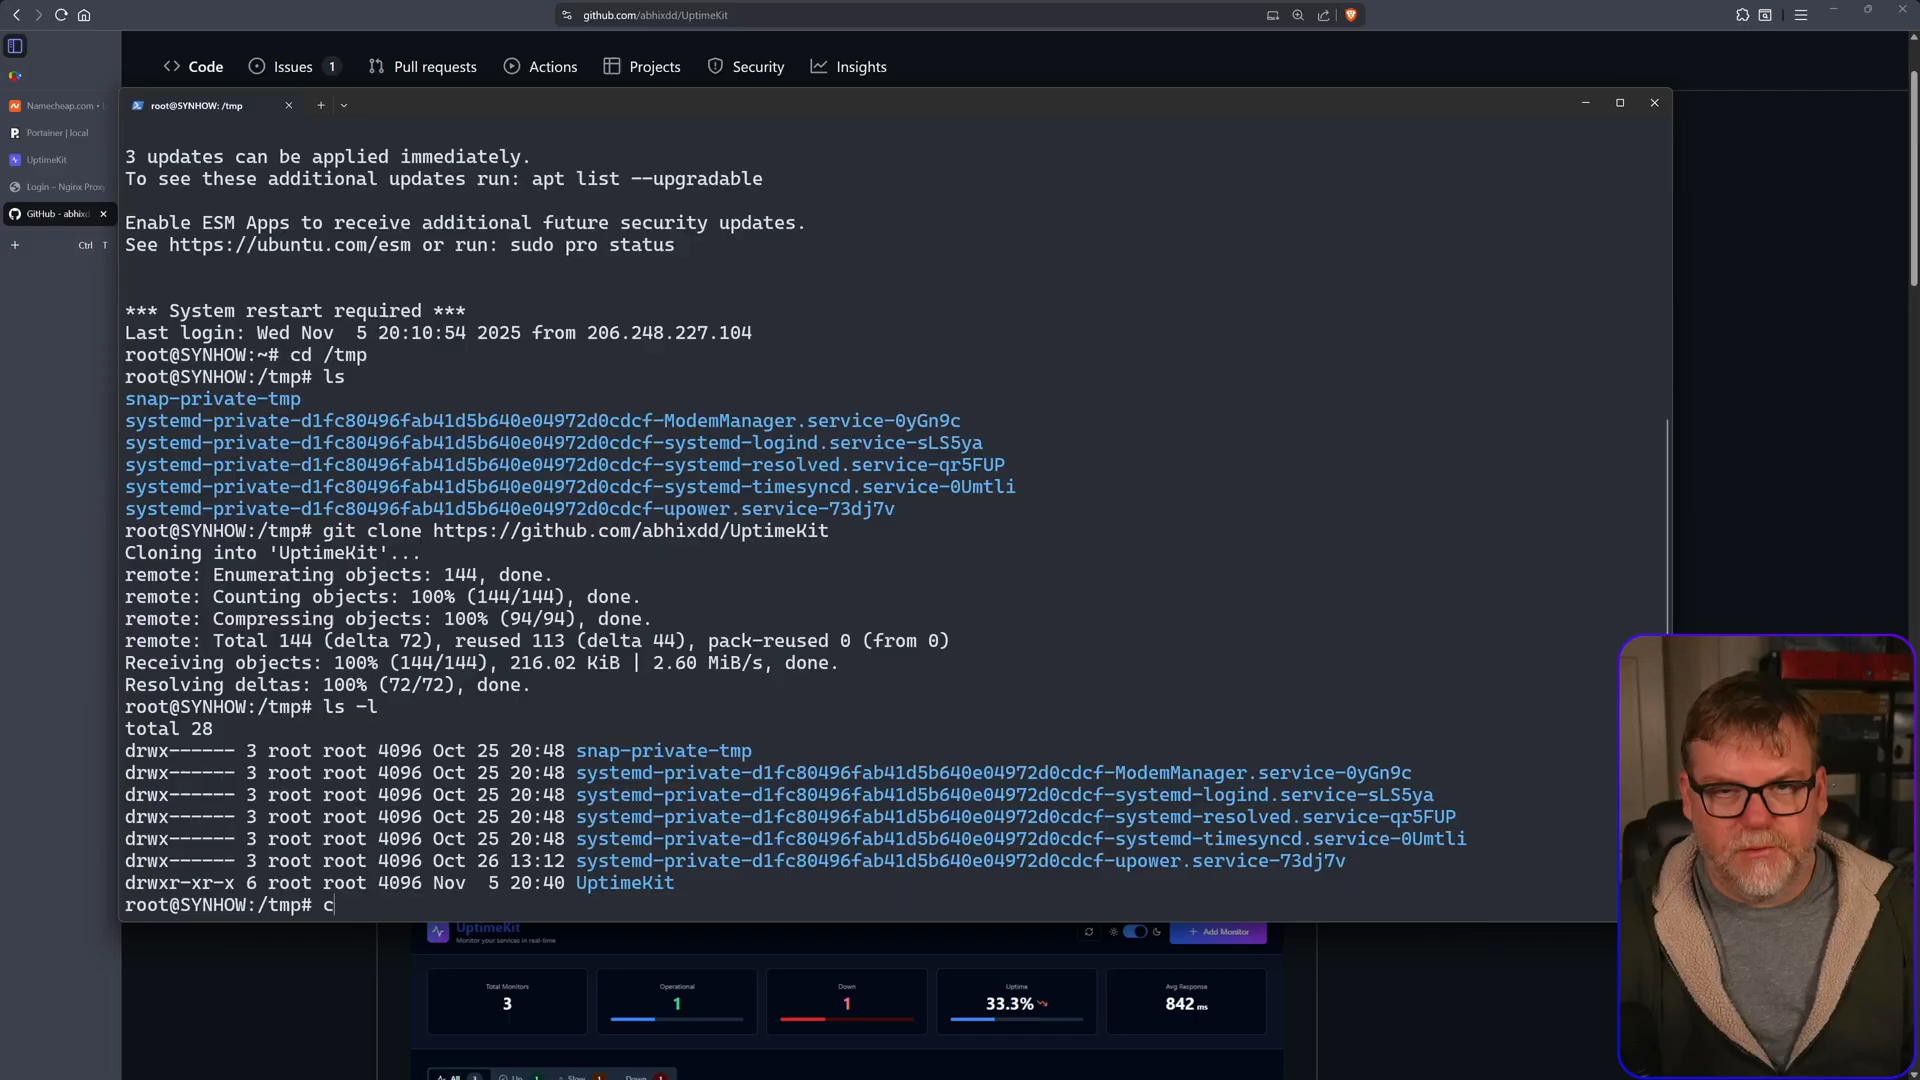 github.com/abhixdd/UptimeKit
Code
Issues 1
Pull requests
Actions
Projects
Security
Insights
Namecheap.com •
Portainer | local
UptimeKit
Login – Nginx Proxy
GitHub - abhixd
Ctrl T
root@SYNHOW: /tmp
3 updates can be applied immediately.
To see these additional updates run: apt list --upgradable
Enable ESM Apps to receive additional future security updates.
See https://ubuntu.com/esm or run: sudo pro status
*** System restart required ***
Last login: Wed Nov  5 20:10:54 2025 from 206.248.227.104
root@SYNHOW:~# cd /tmp
root@SYNHOW:/tmp# ls
snap-private-tmp
systemd-private-d1fc80496fab41d5b640e04972d0cdcf-ModemManager.service-0yGn9c
systemd-private-d1fc80496fab41d5b640e04972d0cdcf-systemd-logind.service-sLS5ya
systemd-private-d1fc80496fab41d5b640e04972d0cdcf-systemd-resolved.service-qr5FUP
systemd-private-d1fc80496fab41d5b640e04972d0cdcf-systemd-timesyncd.service-0Umtli
systemd-private-d1fc80496fab41d5b640e04972d0cdcf-upower.service-73dj7v
root@SYNHOW:/tmp# git clone https://github.com/abhixdd/UptimeKit
Cloning into 'UptimeKit'...
remote: Enumerating objects: 144, done.
remote: Counting objects: 100% (144/144), done.
remote: Compressing objects: 100% (94/94), done.
remote: Total 144 (delta 72), reused 113 (delta 44), pack-reused 0 (from 0)
Receiving objects: 100% (144/144), 216.02 KiB | 2.60 MiB/s, done.
Resolving deltas: 100% (72/72), done.
root@SYNHOW:/tmp# ls -l
total 28
drwx------ 3 root root 4096 Oct 25 20:48 snap-private-tmp
drwx------ 3 root root 4096 Oct 25 20:48 systemd-private-d1fc80496fab41d5b640e04972d0cdcf-ModemManager.service-0yGn9c
drwx------ 3 root root 4096 Oct 25 20:48 systemd-private-d1fc80496fab41d5b640e04972d0cdcf-systemd-logind.service-sLS5ya
drwx------ 3 root root 4096 Oct 25 20:48 systemd-private-d1fc80496fab41d5b640e04972d0cdcf-systemd-resolved.service-qr5FUP
drwx------ 3 root root 4096 Oct 25 20:48 systemd-private-d1fc80496fab41d5b640e04972d0cdcf-systemd-timesyncd.service-0Umtli
drwx------ 3 root root 4096 Oct 26 13:12 systemd-private-d1fc80496fab41d5b640e04972d0cdcf-upower.service-73dj7v
drwxr-xr-x 6 root root 4096 Nov  5 20:40 UptimeKit
root@SYNHOW:/tmp# c
UptimeKit
Monitor your services in real-time
+ Add Monitor
Total Monitors
3
Operational
1
Down
1
Uptime
33.3%
Avg Response
842 ms
All 3 Up 1 Slow 1 Down 1